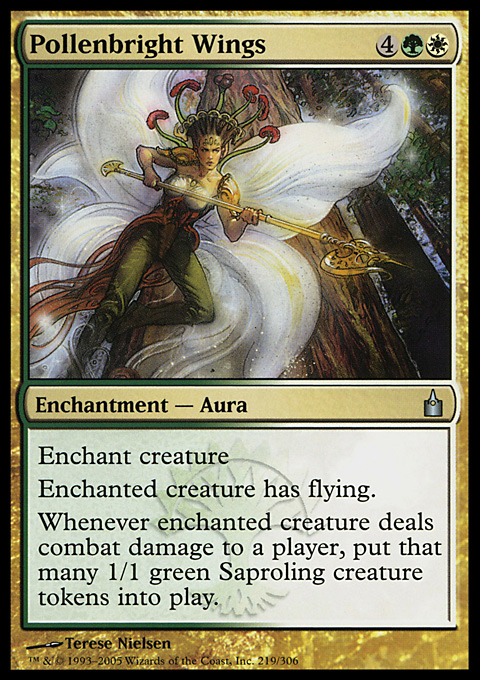 Pollenbright Wings 4
Enchantment — Aura
Enchant creature
Enchanted creature has flying.
Whenever enchanted creature deals
combat damage to a player, put that
many 1/1 green Saproling creature
tokens into play.
Terese Nielsen
™ & © 1993–2005 Wizards of the Coast, Inc. 219/306